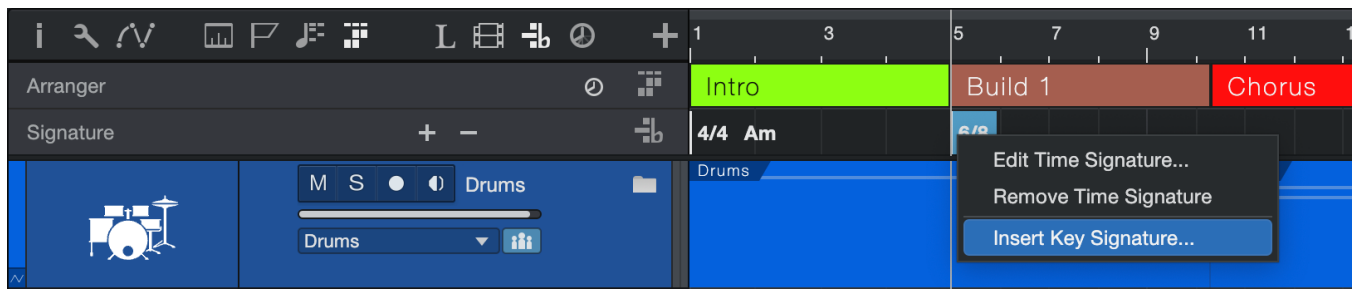 1 3 5 7 9 11
Arranger
Intro Build 1 Chorus
Signature + −
4/4 Am 6/8
M S Drums
Drums
Drums
Edit Time Signature...
Remove Time Signature
Insert Key Signature...